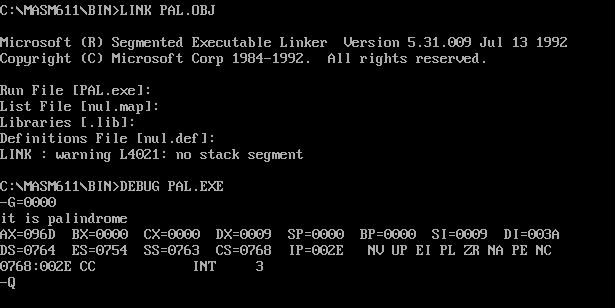 C:\MASM611\BIN>LINK PAL.OBJ
Microsoft (R) Segmented Executable Linker  Version 5.31.009 Jul 13 1992
Copyright (C) Microsoft Corp 1984-1992.  All rights reserved.
Run File [PAL.exe]:
List File [nul.map]:
Libraries [.lib]:
Definitions File [nul.def]:
LINK : warning L4021: no stack segment
C:\MASM611\BIN>DEBUG PAL.EXE
-G=0000
it is palindrome
AX=096D  BX=0000  CX=0000  DX=0009  SP=0000  BP=0000  SI=0009  DI=003A
DS=0764  ES=0754  SS=0763  CS=0768  IP=002E   NV UP EI PL ZR NA PE NC
0768:002E CC            INT     3
-Q